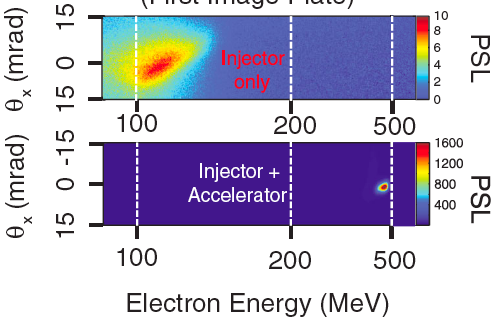 (First Image Plate)
15
0
15
θx (mrad)
Injector
only
10
8
6
4
2
0
PSL
100
200
500
-15
0
15
θx (mrad)
Injector +
Accelerator
1600
1200
800
400
PSL
100
200
500
Electron Energy (MeV)